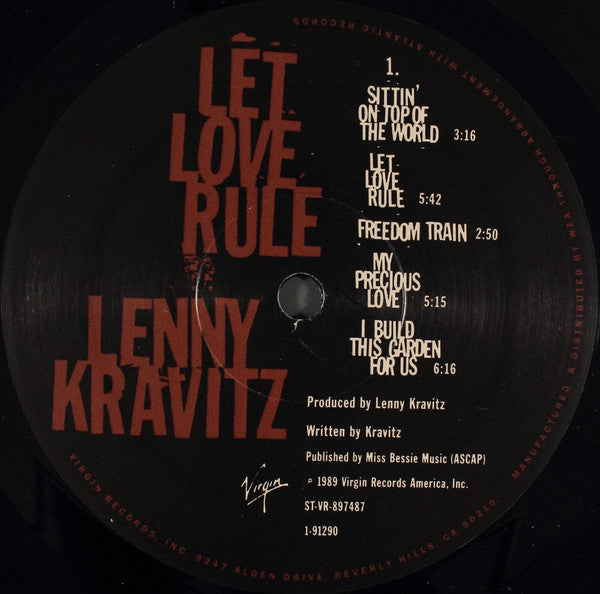 LET
LOVE
RULE
LENNY
KRAVITZ
1.
SITTIN'
ON TOP OF
THE WORLD 3:16
LET
LOVE
RULE 5:42
FREEDOM TRAIN 2:50
MY
PRECIOUS
LOVE 5:15
I BUILD
THIS GARDEN
FOR US 6:16
Produced by Lenny Kravitz
Written by Kravitz
Published by Miss Bessie Music (ASCAP)
℗ 1989 Virgin Records America, Inc.
ST-VR-897487
1-91290
Virgin
VIRGIN RECORDS, INC. 9247 ALDEN DRIVE, BEVERLY HILLS, CA 90210
MANUFACTURED & DISTRIBUTED BY WEA THROUGH ARRANGEMENT WITH ATLANTIC RECORDS